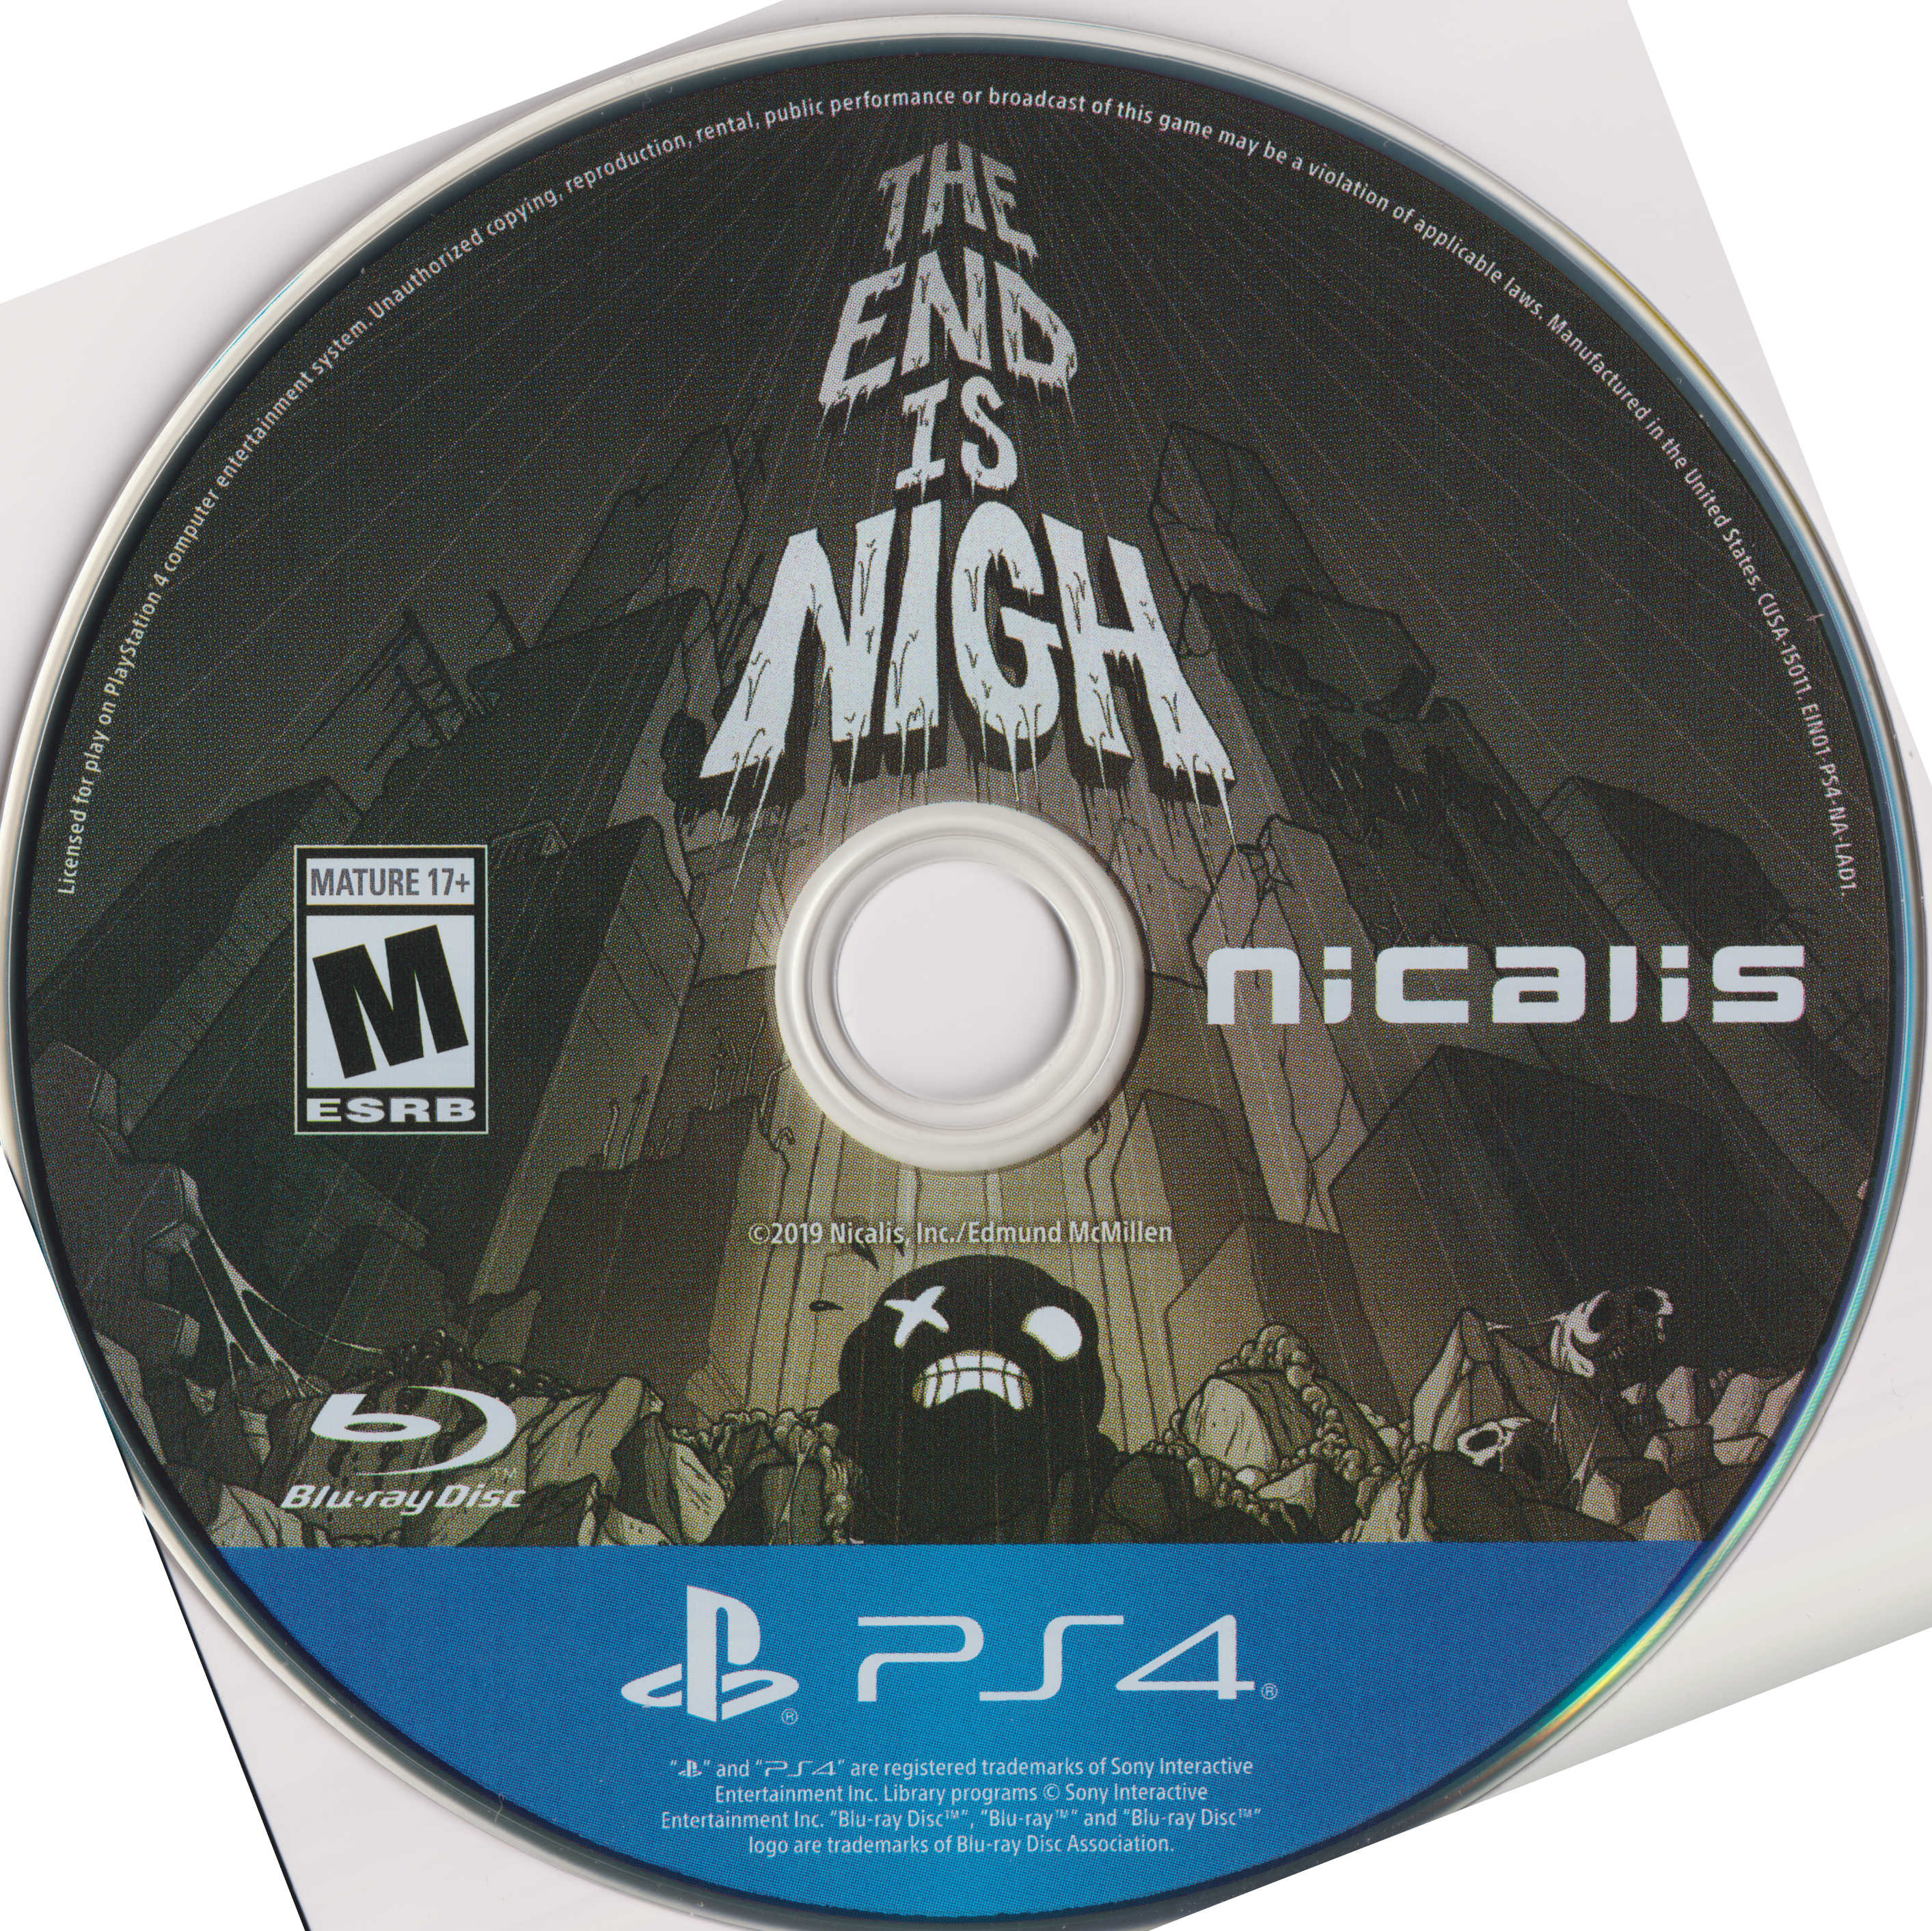 Licensed for play on PlayStation 4 computer entertainment system. Unauthorized copying, reproduction, rental, public performance or broadcast of this game may be a violation of applicable laws. Manufactured in the United States. CUSA-15011. EIN01-PS4-NA-LAD1.
THE
END
IS
NIGH
MATURE 17+
M
ESRB
nicalis
©2019 Nicalis, Inc./Edmund McMillen
Blu-ray Disc™
PS4®
"PS" and "PS4" are registered trademarks of Sony Interactive
Entertainment Inc. Library programs © Sony Interactive
Entertainment Inc. "Blu-ray Disc™", "Blu-ray™" and "Blu-ray Disc™"
logo are trademarks of Blu-ray Disc Association.